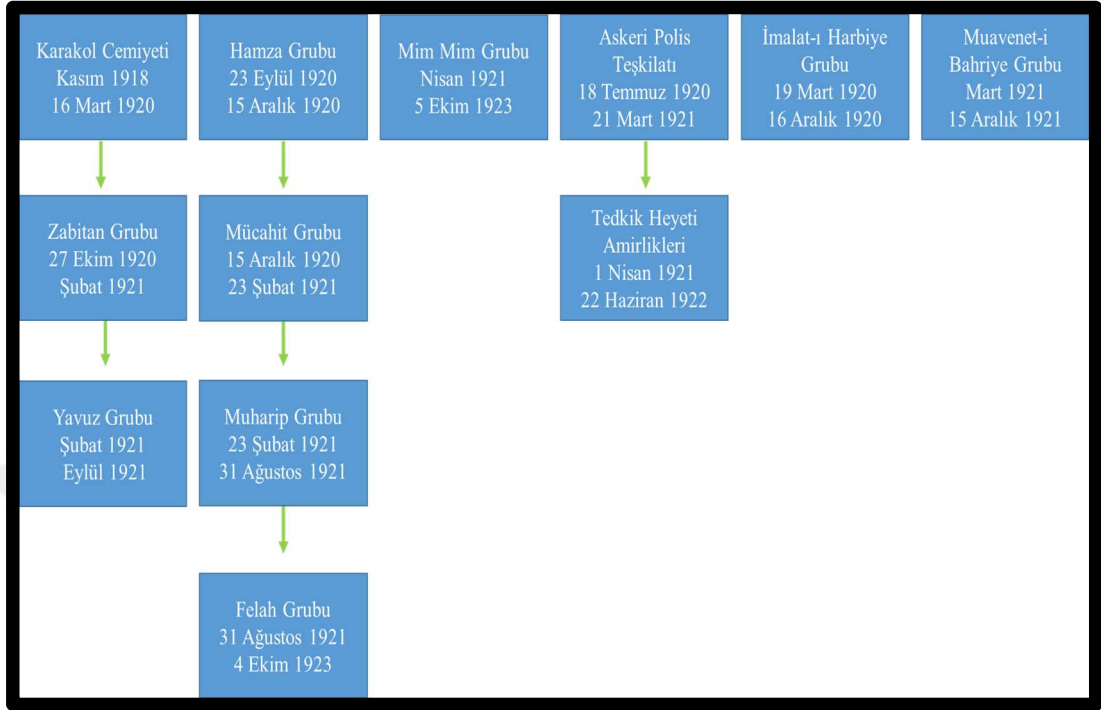 Karakol Cemiyeti
Kasım 1918
16 Mart 1920
Hamza Grubu
23 Eylül 1920
15 Aralık 1920
Mim Mim Grubu
Nisan 1921
5 Ekim 1923
Askeri Polis
Teşkilatı
18 Temmuz 1920
21 Mart 1921
İmalat-ı Harbiye
Grubu
19 Mart 1920
16 Aralık 1920
Muavenet-i
Bahriye Grubu
Mart 1921
15 Aralık 1921
Zabitan Grubu
27 Ekim 1920
Şubat 1921
Mücahit Grubu
15 Aralık 1920
23 Şubat 1921
Tedkik Heyeti
Amirlikleri
1 Nisan 1921
22 Haziran 1922
Yavuz Grubu
Şubat 1921
Eylül 1921
Muharip Grubu
23 Şubat 1921
31 Ağustos 1921
Felah Grubu
31 Ağustos 1921
4 Ekim 1923